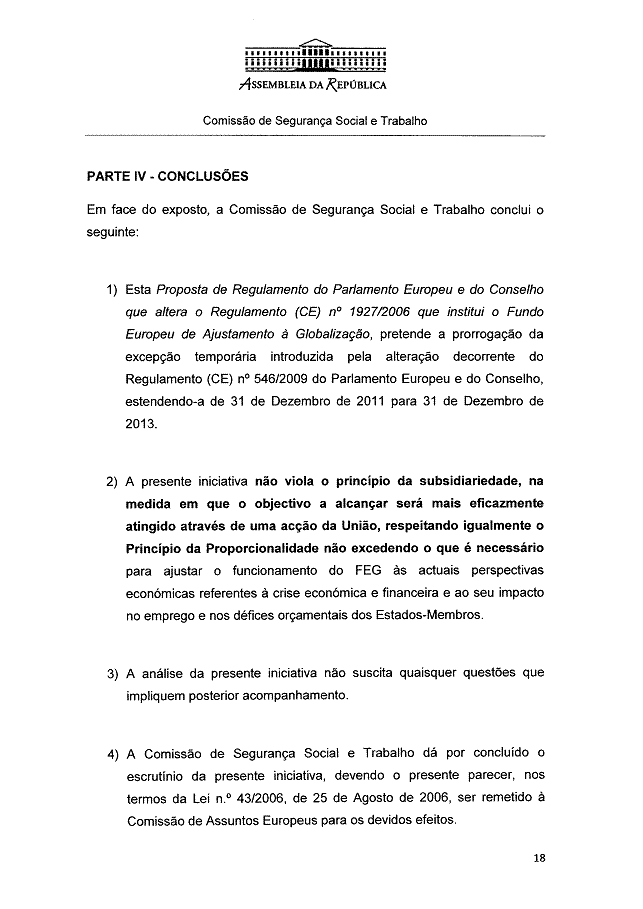 ASSEMBLEIA DA REPÚBLICA
Comissão de Segurança Social e Trabalho
PARTE IV - CONCLUSÕES
Em face do exposto, a Comissão de Segurança Social e Trabalho conclui o
seguinte:
1) Esta Proposta de Regulamento do Parlamento Europeu e do Conselho
que altera o Regulamento (CE) nº 1927/2006 que institui o Fundo
Europeu de Ajustamento à Globalização, pretende a prorrogação da
excepção temporária introduzida pela alteração decorrente do
Regulamento (CE) nº 546/2009 do Parlamento Europeu e do Conselho,
estendendo-a de 31 de Dezembro de 2011 para 31 de Dezembro de
2013.
2) A presente iniciativa não viola o princípio da subsidiariedade, na
medida em que o objectivo a alcançar será mais eficazmente
atingido através de uma acção da União, respeitando igualmente o
Princípio da Proporcionalidade não excedendo o que é necessário
para ajustar o funcionamento do FEG às actuais perspectivas
económicas referentes à crise económica e financeira e ao seu impacto
no emprego e nos défices orçamentais dos Estados-Membros.
3) A análise da presente iniciativa não suscita quaisquer questões que
impliquem posterior acompanhamento.
4) A Comissão de Segurança Social e Trabalho dá por concluído o
escrutínio da presente iniciativa, devendo o presente parecer, nos
termos da Lei n.º 43/2006, de 25 de Agosto de 2006, ser remetido à
Comissão de Assuntos Europeus para os devidos efeitos.
18